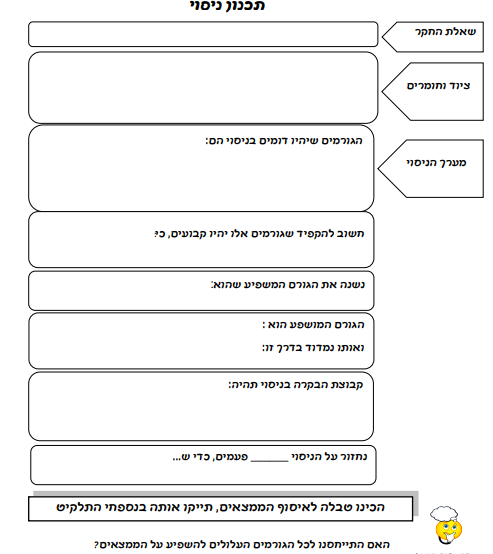 תכנון ניסוי
שאלת החקר
ציוד וחומרים
מערך הניסוי
הגורמים שיהיו דומים בניסוי הם:
חשוב להקפיד שגורמים אלו יהיו קבועים, כי:
נשנה את הגורם המשפיע שהוא:
הגורם המושפע הוא :
ואותו נמדוד בדרך זו:
קבוצת הבקרה בניסוי תהיה:
נחזור על הניסוי _______ פעמים, כדי ש...
הכינו טבלה לאיסוף הממצאים, תייקו אותה בנספחי התלקיט
האם התייחסנו לכל הגורמים העלולים להשפיע על הממצאים?